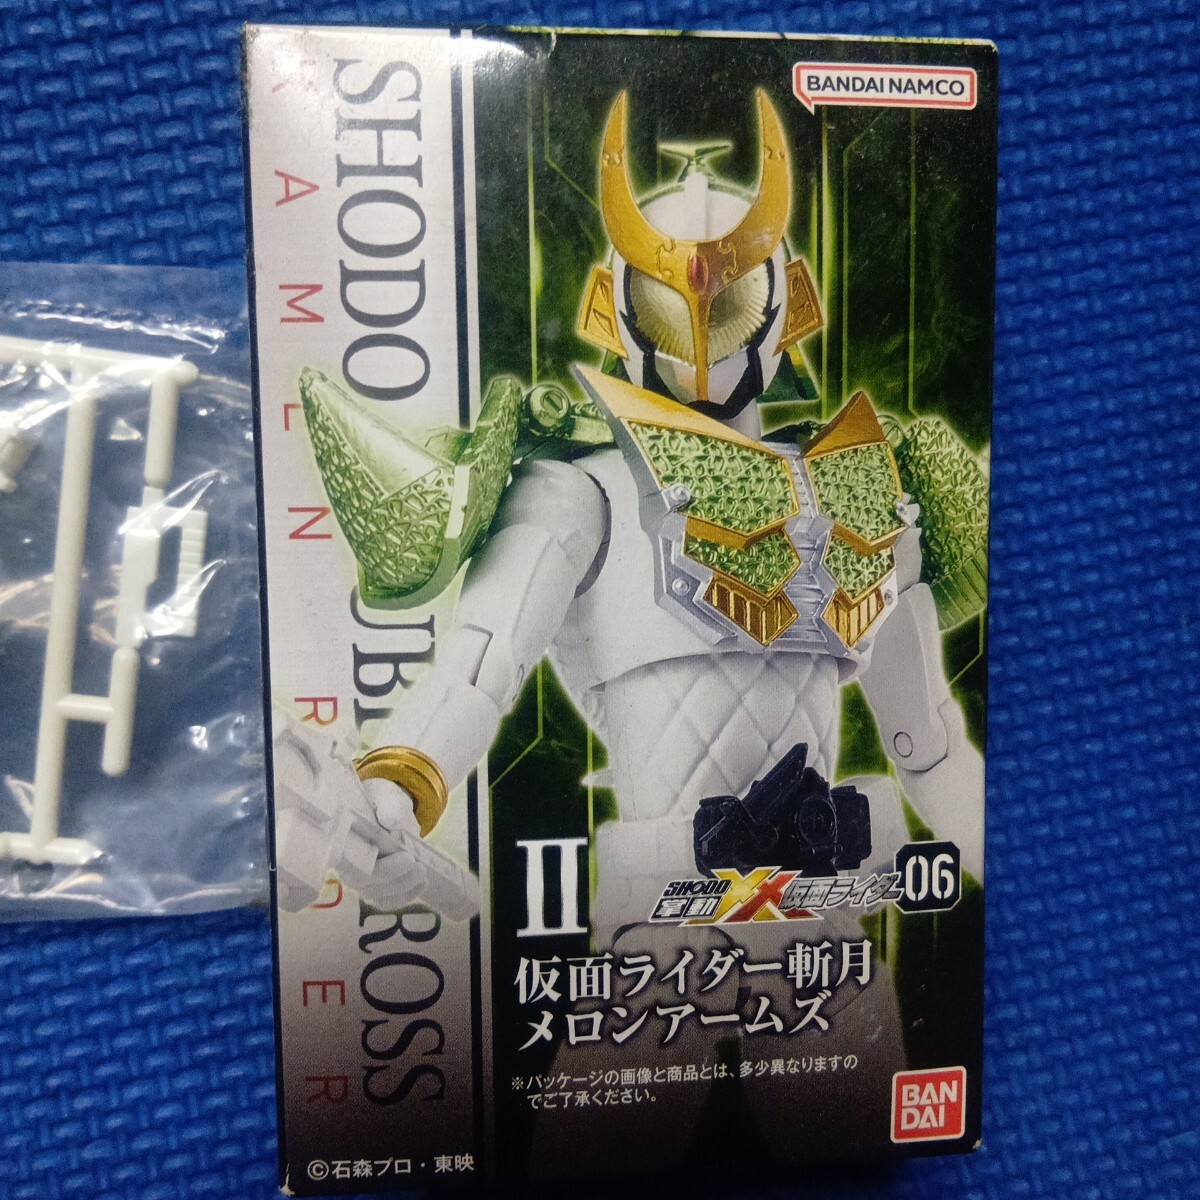 BANDAI NAMCO
SHODO
KAMEN RIDER
ROSS
II
SHODO
掌動
XX
仮面ライダー
06
仮面ライダー斬月
メロンアームズ
※パッケージの画像と商品とは、多少異なりますの
でご了承ください。
BAN
DAI
©石森プロ・東映